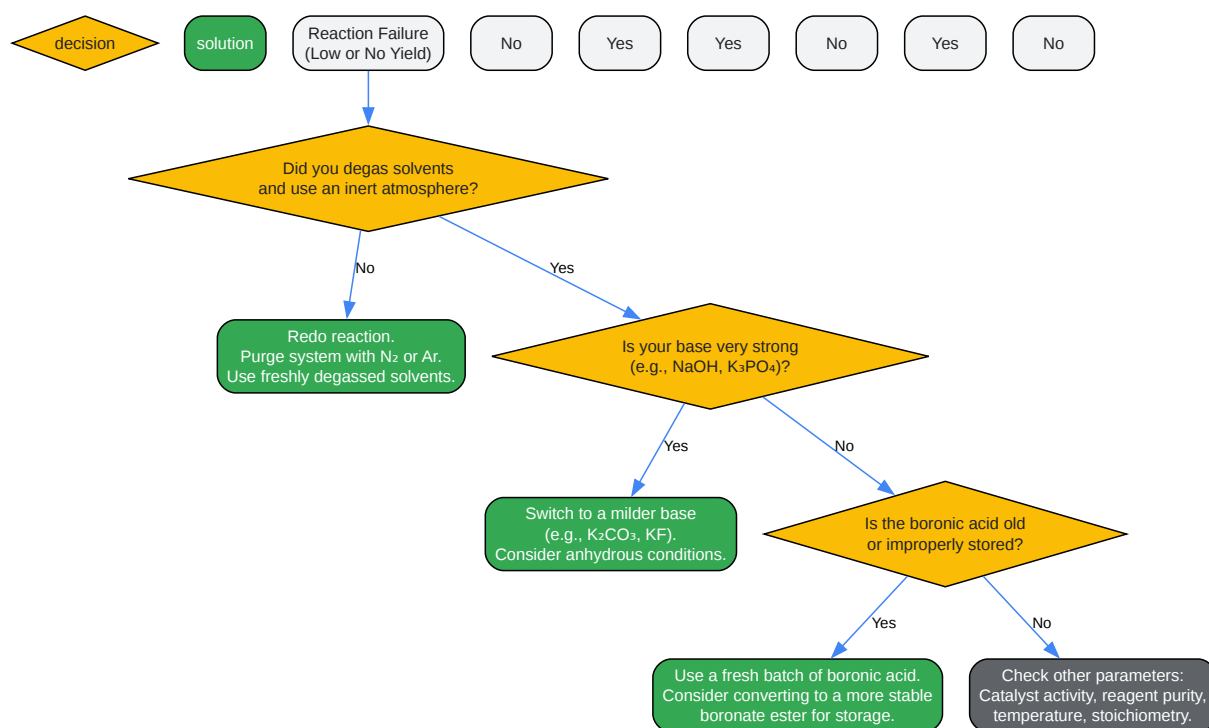 decision
solution
Reaction Failure
(Low or No Yield)
No
Yes
Yes
No
Yes
No
Did you degas solvents
and use an inert atmosphere?
No
Yes
Redo reaction.
Purge system with N₂ or Ar.
Use freshly degassed solvents.
Is your base very strong
(e.g., NaOH, K₃PO₄)?
Yes
No
Switch to a milder base
(e.g., K₂CO₃, KF).
Consider anhydrous conditions.
Is the boronic acid old
or improperly stored?
Yes
No
Use a fresh batch of boronic acid.
Consider converting to a more stable
boronate ester for storage.
Check other parameters:
Catalyst activity, reagent purity,
temperature, stoichiometry.